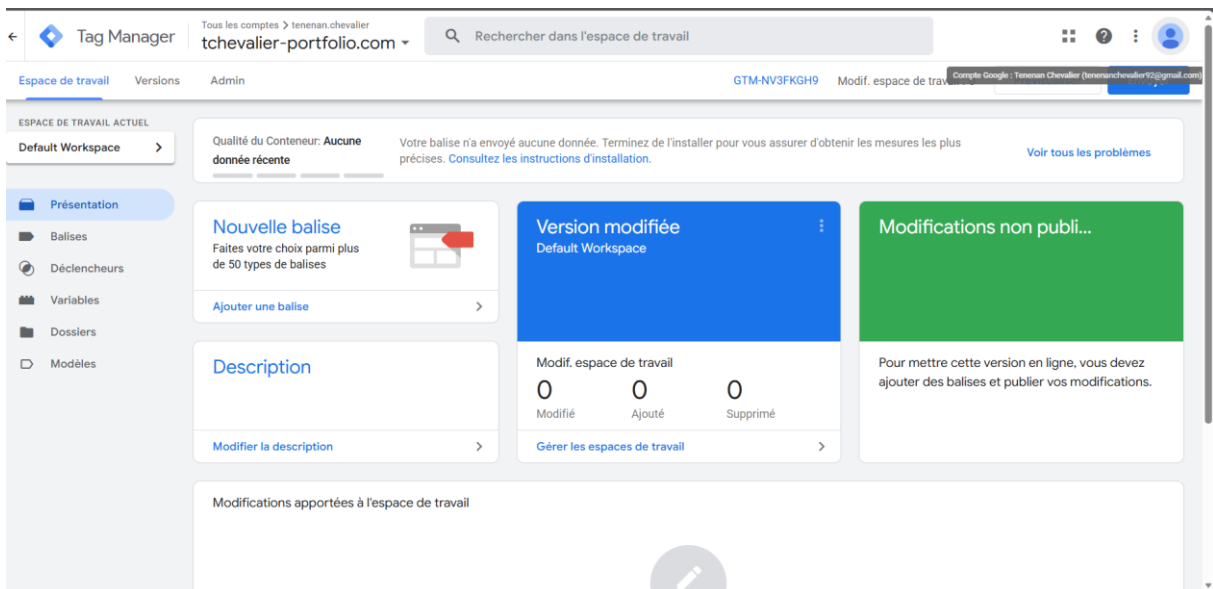 Tag Manager
Tous les comptes > tenenan.chevalier
tchevalier-portfolio.com
Rechercher dans l'espace de travail
Espace de travail
Versions
Admin
GTM-NV3FKGH9
Modif. espace de
Compte Google : Tenenan Chevalier (tenenanchevalier92@gmail.com)
ESPACE DE TRAVAIL ACTUEL
Default Workspace
Présentation
Balises
Déclencheurs
Variables
Dossiers
Modèles
Qualité du Conteneur: Aucune
donnée récente
Votre balise n'a envoyé aucune donnée. Terminez de l'installer pour vous assurer d'obtenir les mesures les plus
précises. Consultez les instructions d'installation.
Voir tous les problèmes
Nouvelle balise
Faites votre choix parmi plus
de 50 types de balises
Ajouter une balise
Description
Modifier la description
Version modifiée
Default Workspace
Modif. espace de travail
0 0 0
Modifié Ajouté Supprimé
Gérer les espaces de travail
Modifications non publi...
Pour mettre cette version en ligne, vous devez
ajouter des balises et publier vos modifications.
Modifications apportées à l'espace de travail